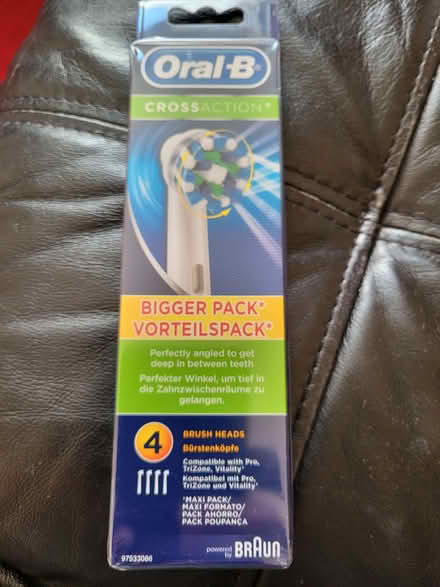 Oral-B
CROSSACTION*
BIGGER PACK*
VORTEILSPACK*
Perfectly angled to get
deep in between teeth
Perfekter Winkel, um tief in
die Zahnzwischenräume zu
gelangen.
4
BRUSH HEADS
Bürstenköpfe
Compatible with Pro,
TriZone, Vitality⁺
Kompatibel mit Pro,
TriZone und Vitality⁺
*MAXI PACK/
MAXI FORMATO/
PACK AHORRO/
PACK POUPANÇA
97533086
powered by BRAUN